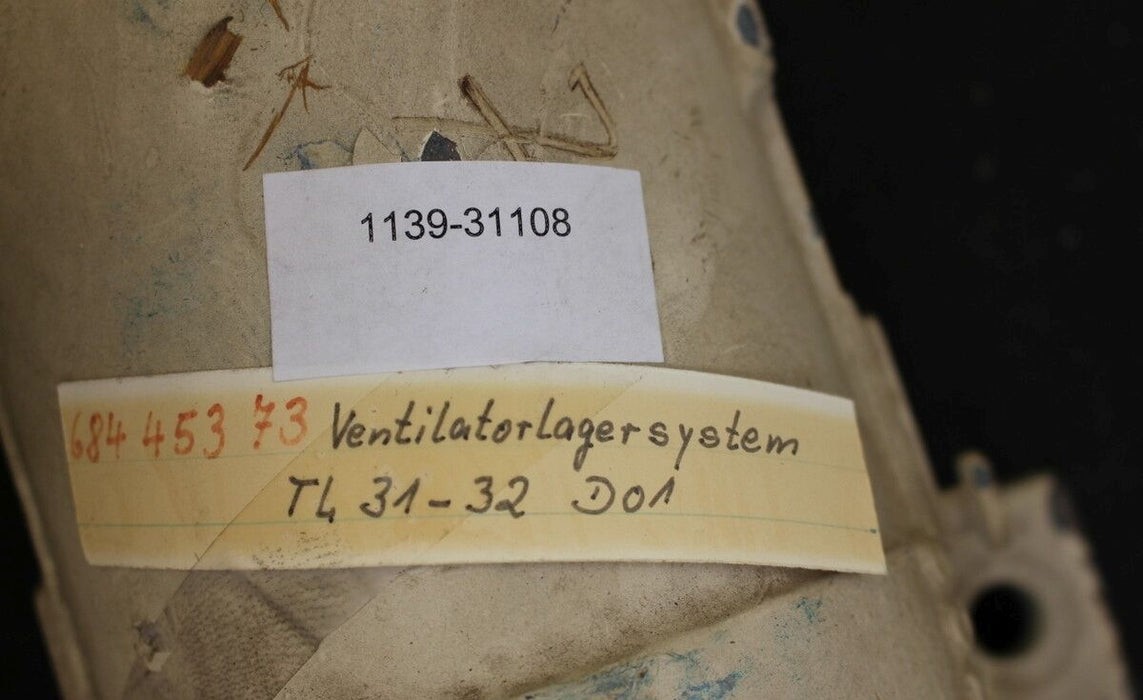 1139-31108
684 453 73 Ventilatorlagersystem
TL 31-32 D01